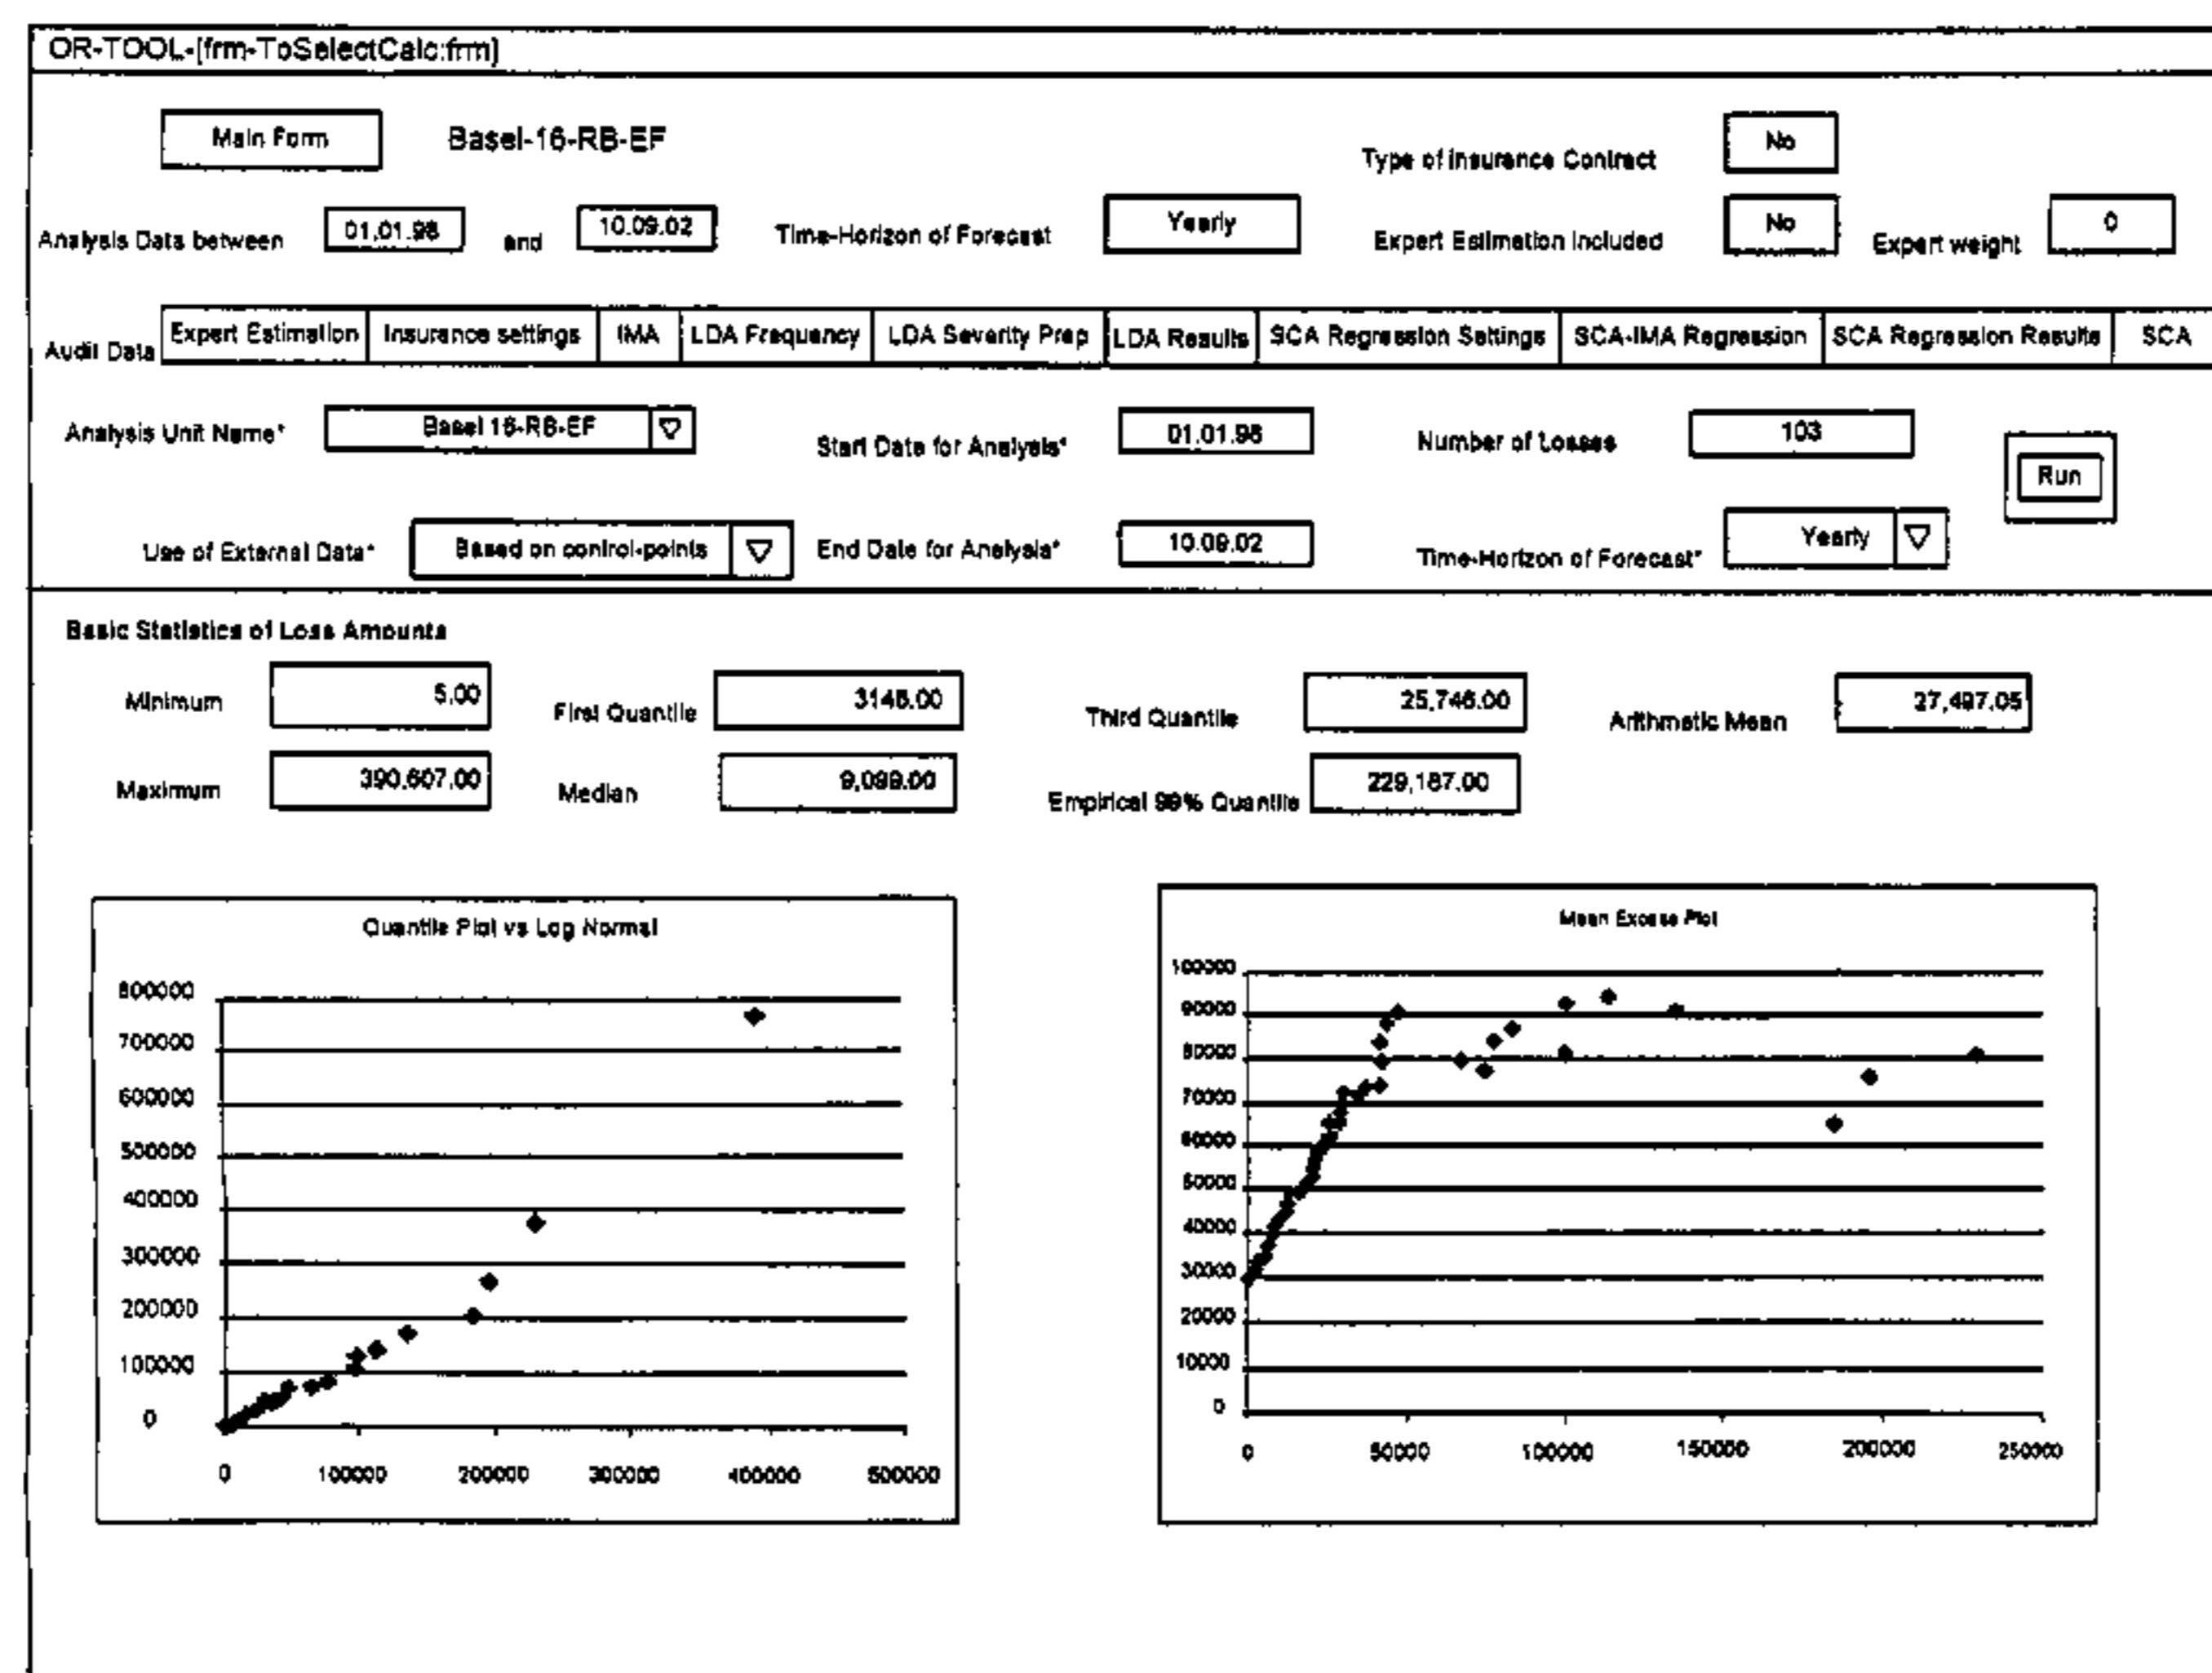 OR-TOOL-[frm-ToSelectCalc:frm]
Main Form Basel-16-RB-EF Type of Insurance Contract No
Analysis Data between 01.01.98 and 10.09.02 Time-Horizon of Forecast Yearly Expert Estimation Included No Expert weight 0
Audit Data Expert Estimation Insurance settings IMA LDA Frequency LDA Severity Prep LDA Results SCA Regression Settings SCA-IMA Regression SCA Regression Results SCA
Analysis Unit Name* Basel 16-RB-EF Start Date for Analysis* 01.01.98 Number of Losses 103
Run
Use of External Data* Based on control-points End Date for Analysis* 10.09.02 Time-Horizon of Forecast* Yearly
Basic Statistics of Loss Amounts
Minimum 5.00 First Quantile 3148.00 Third Quantile 25,746.00 Arithmatic Mean 27,497.05
Maximum 390,607.00 Median 9,099.00 Empirical 99% Quantile 229,187.00
Quantile Plot vs Log Normal
800000
700000
600000
500000
400000
300000
200000
100000
0
0 100000 200000 300000 400000 500000
Mean Excess Plot
100000
90000
80000
70000
60000
50000
40000
30000
20000
10000
0
0 50000 100000 150000 200000 250000